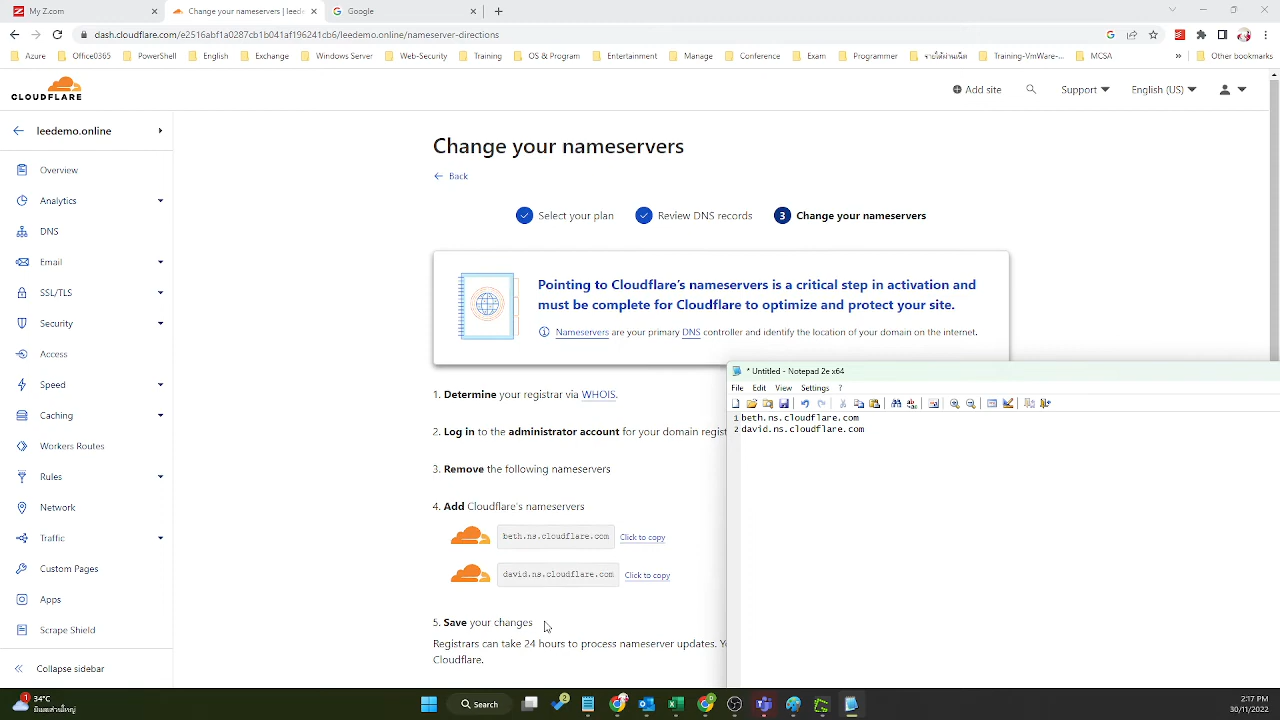 My Z.com
Change your nameservers | leede
Google
dash.cloudflare.com/e2516abf1a0287cb1b041af196241cb6/leedemo.online/nameserver-directions
Azure
Office0365
PowerShell
English
Exchange
Windows Server
Web-Security
Training
OS & Program
Entertainment
Manage
Conference
Exam
Programmer
Training-VmWare-...
MCSA
»
Other bookmarks
CLOUDFLARE
Add site
Support
English (US)
leedemo.online
Overview
Analytics
DNS
Email
SSL/TLS
Security
Access
Speed
Caching
Workers Routes
Rules
Network
Traffic
Custom Pages
Apps
Scrape Shield
Collapse sidebar
Change your nameservers
Back
Select your plan
Review DNS records
3 Change your nameservers
Pointing to Cloudflare's nameservers is a critical step in activation and
must be complete for Cloudflare to optimize and protect your site.
Nameservers are your primary DNS controller and identify the location of your domain on the internet.
1. Determine your registrar via WHOIS.
2. Log in to the administrator account for your domain regist
3. Remove the following nameservers
4. Add Cloudflare's nameservers
beth.ns.cloudflare.com Click to copy
david.ns.cloudflare.com Click to copy
5. Save your changes
Registrars can take 24 hours to process nameserver updates. Y
Cloudflare.
* Untitled - Notepad 2e x64
File Edit View Settings ?
1 beth.ns.cloudflare.com
2 david.ns.cloudflare.com
1
34°C
Search
2
2:17 PM
30/11/2022